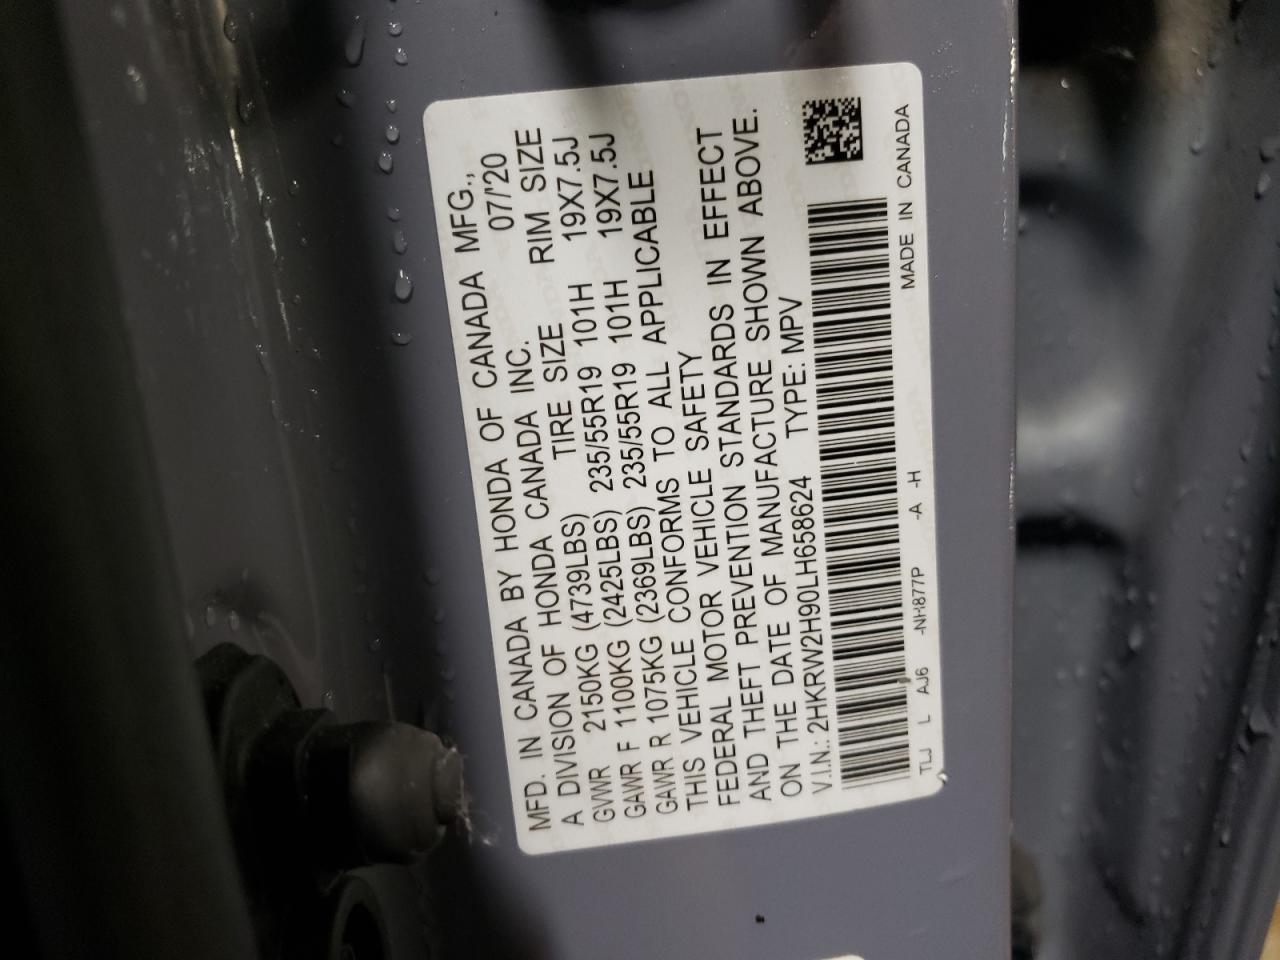 MFD. IN CANADA BY HONDA OF CANADA MFG.,
A DIVISION OF HONDA CANADA INC. 07/'20
GVWR 2150KG (4739LBS) TIRE SIZE RIM SIZE
GAWR F 1100KG (2425LBS) 235/55R19 101H 19X7.5J
GAWR R 1075KG (2369LBS) 235/55R19 101H 19X7.5J
THIS VEHICLE CONFORMS TO ALL APPLICABLE
FEDERAL MOTOR VEHICLE SAFETY
AND THEFT PREVENTION STANDARDS IN EFFECT
ON THE DATE OF MANUFACTURE SHOWN ABOVE.
V.I.N.: 2HKRW2H90LH658624 TYPE: MPV
TLJ L AJ6 -NH877P -A -H MADE IN CANADA